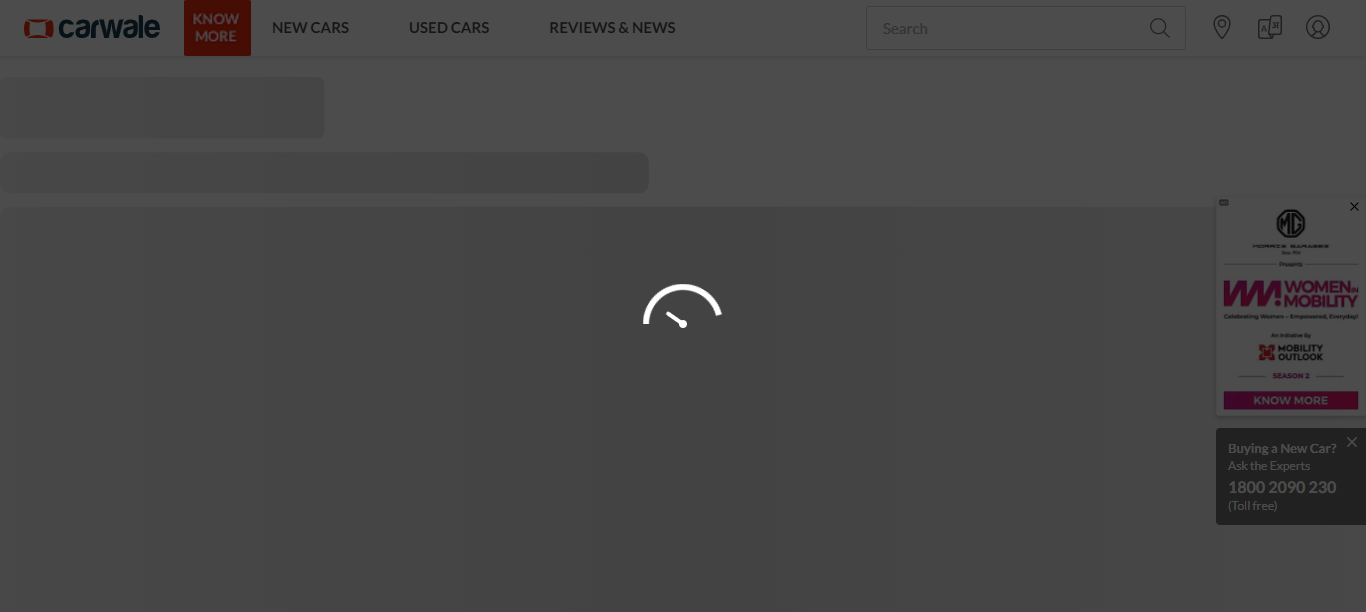 carwale
KNOW
MORE
NEW CARS
USED CARS
REVIEWS & NEWS
Search
MG
MORRIS GARAGES
Presents
WOMEN IN
MOBILITY
Celebrating Women – Empowered, Everyday!
An Initiative By
MOBILITY
OUTLOOK
SEASON 2
KNOW MORE
Buying a New Car?
Ask the Experts
1800 2090 230
(Toll free)